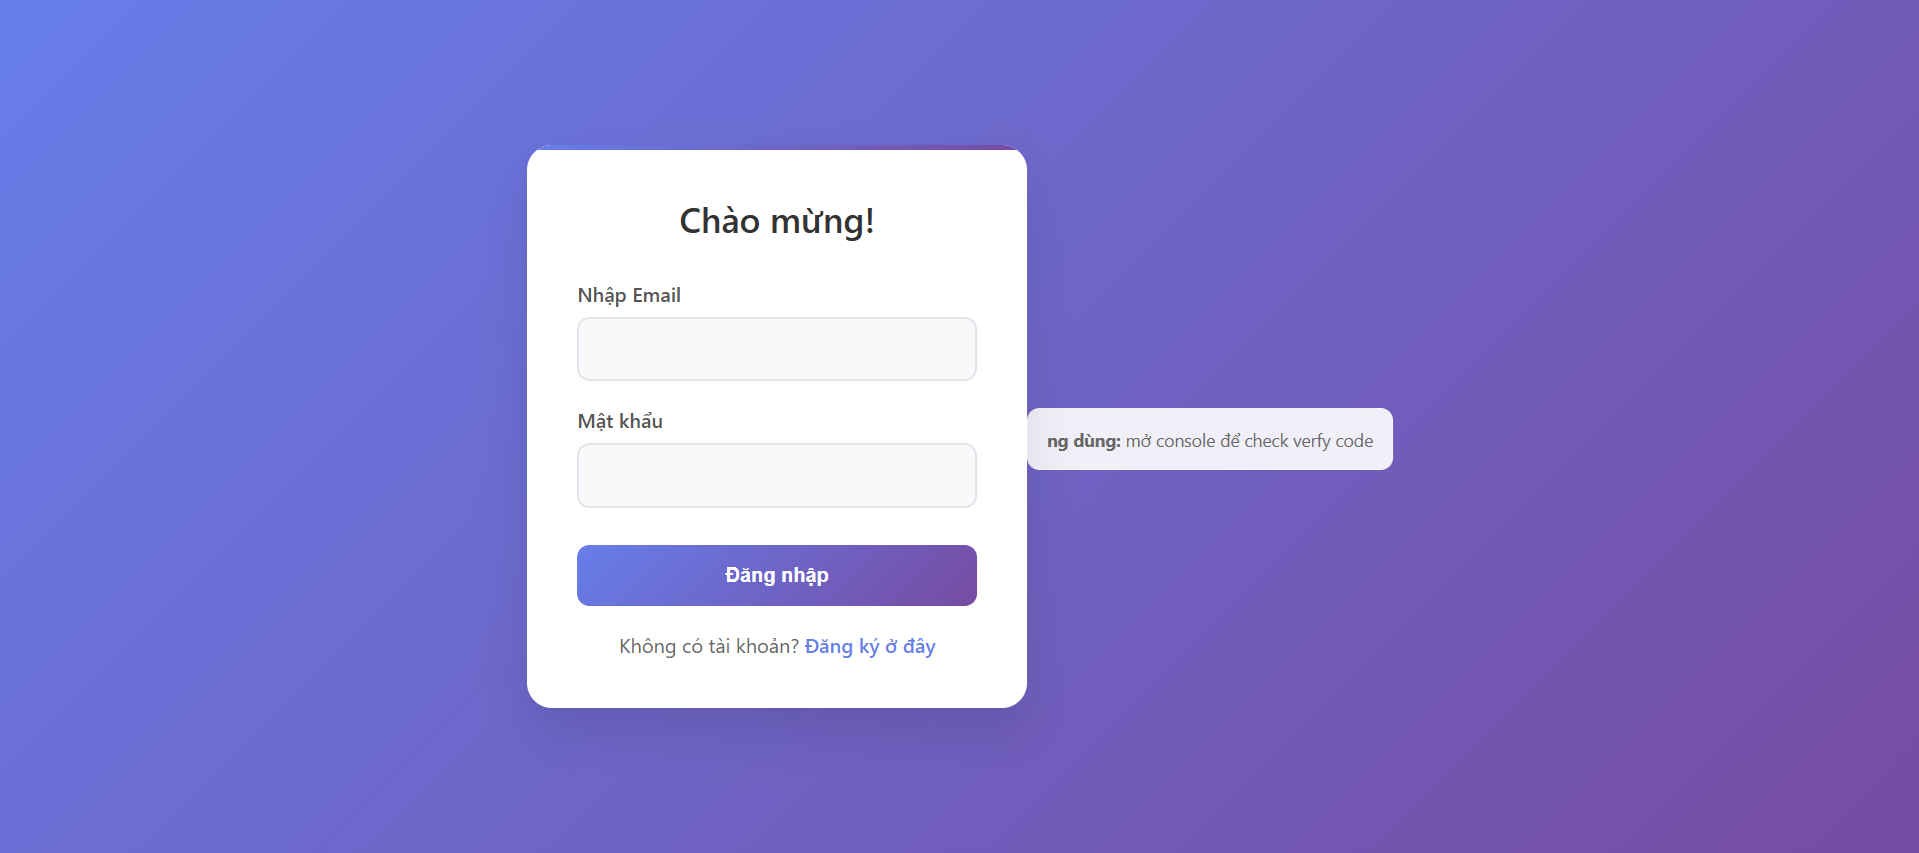 Chào mừng!
Nhập Email
Mật khẩu
ng dùng: mở console để check verfy code
Đăng nhập
Không có tài khoản? Đăng ký ở đây